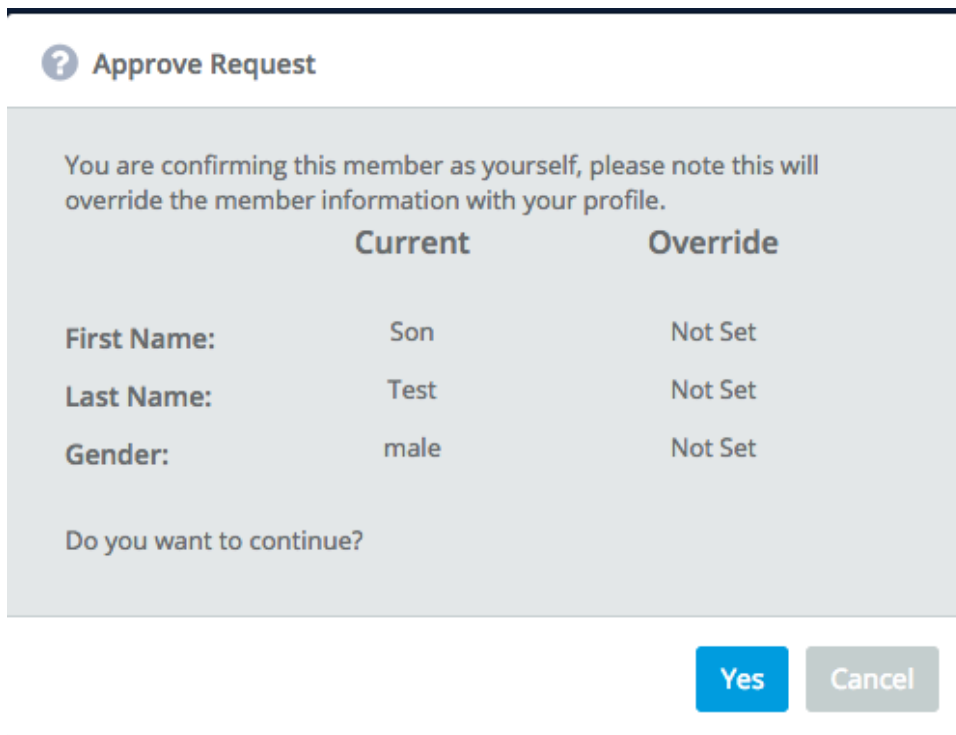 Approve Request
You are confirming this member as yourself, please note this will
override the member information with your profile.
Current Override
First Name: Son Not Set
Last Name: Test Not Set
Gender: male Not Set
Do you want to continue?
Yes Cancel